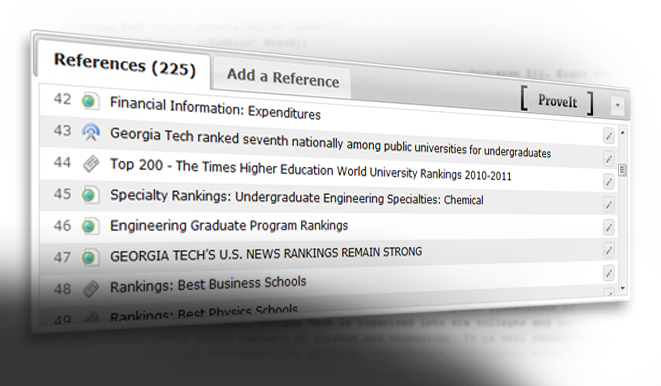 References (225)
Add a Reference
[ ProveIt ]
42 Financial Information: Expenditures
43 Georgia Tech ranked seventh nationally among public universities for undergraduates
44 Top 200 - The Times Higher Education World University Rankings 2010-2011
45 Specialty Rankings: Undergraduate Engineering Specialties: Chemical
46 Engineering Graduate Program Rankings
47 GEORGIA TECH'S U.S. NEWS RANKINGS REMAIN STRONG
48 Rankings: Best Business Schools
49 Rankings: Best Physics Schools